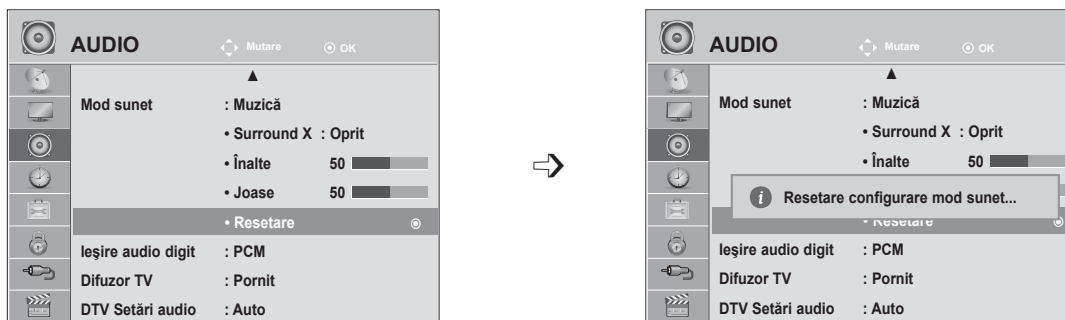 AUDIO Mutare OK
Mod sunet : Muzică
• Surround X : Oprit
• Înalte 50
• Joase 50
• Resetare
Ieşire audio digit : PCM
Difuzor TV : Pornit
DTV Setări audio : Auto
AUDIO Mutare OK
Mod sunet : Muzică
• Surround X : Oprit
• Înalte 50
Resetare configurare mod sunet...
• Resetare
Ieşire audio digit : PCM
Difuzor TV : Pornit
DTV Setări audio : Auto